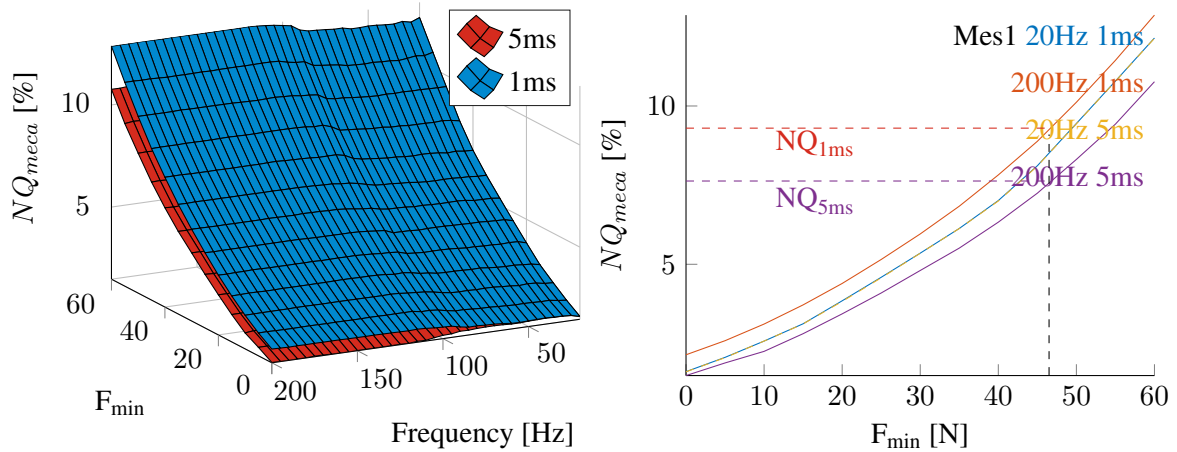 5ms
1ms
NQ_meca [%]
10
5
60
40
20
0
F_min
200
150
100
50
Frequency [Hz]
Mes1 20Hz 1ms
200Hz 1ms
20Hz 5ms
200Hz 5ms
NQ_1ms
NQ_5ms
NQ_meca [%]
10
5
0 10 20 30 40 50 60
F_min [N]